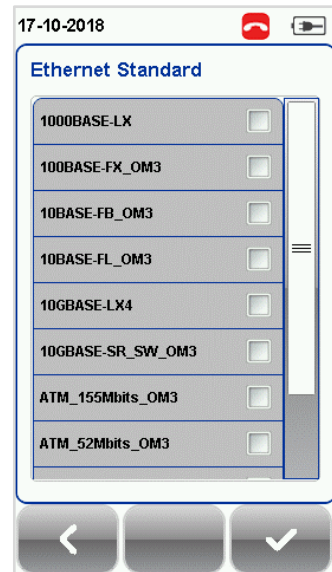 17-10-2018
Ethernet Standard
1000BASE-LX
100BASE-FX_OM3
10BASE-FB_OM3
10BASE-FL_OM3
10GBASE-LX4
10GBASE-SR_SW_OM3
ATM_155Mbits_OM3
ATM_52Mbits_OM3